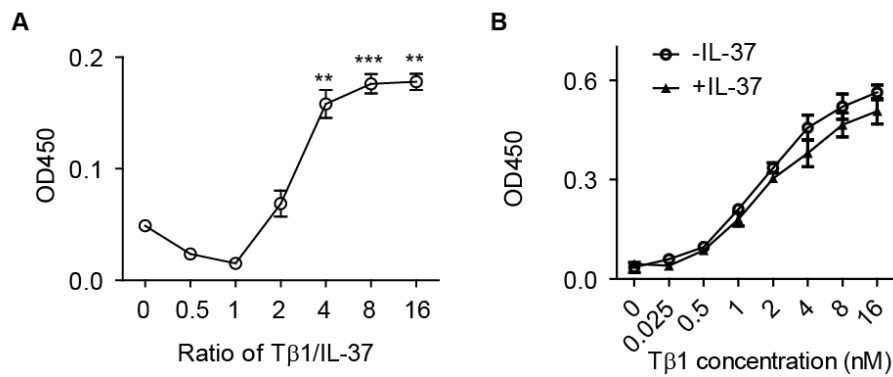 A
OD450
0.2
0.1
0.0
** *** **
0 0.5 1 2 4 8 16
Ratio of Tβ1/IL-37
B
OD450
-IL-37
+IL-37
0.6
0.3
0.0
0 0.025 0.5 1 2 4 8 16
Tβ1 concentration (nM)